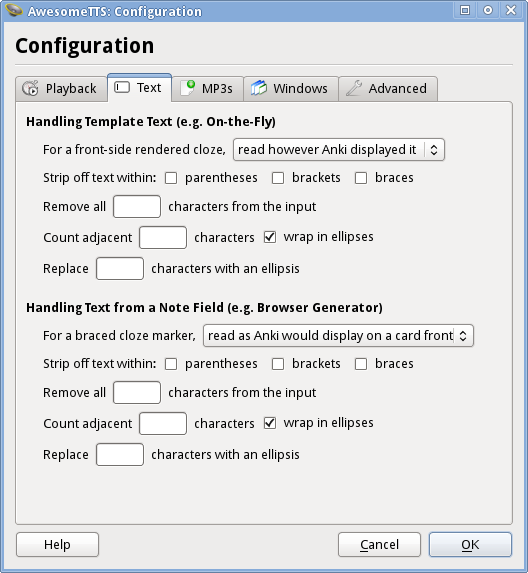 AwesomeTTS: Configuration
Configuration
Playback Text MP3s Windows Advanced
Handling Template Text (e.g. On-the-Fly)
For a front-side rendered cloze, read however Anki displayed it
Strip off text within: parentheses brackets braces
Remove all characters from the input
Count adjacent characters wrap in ellipses
Replace characters with an ellipsis
Handling Text from a Note Field (e.g. Browser Generator)
For a braced cloze marker, read as Anki would display on a card front
Strip off text within: parentheses brackets braces
Remove all characters from the input
Count adjacent characters wrap in ellipses
Replace characters with an ellipsis
Help Cancel OK